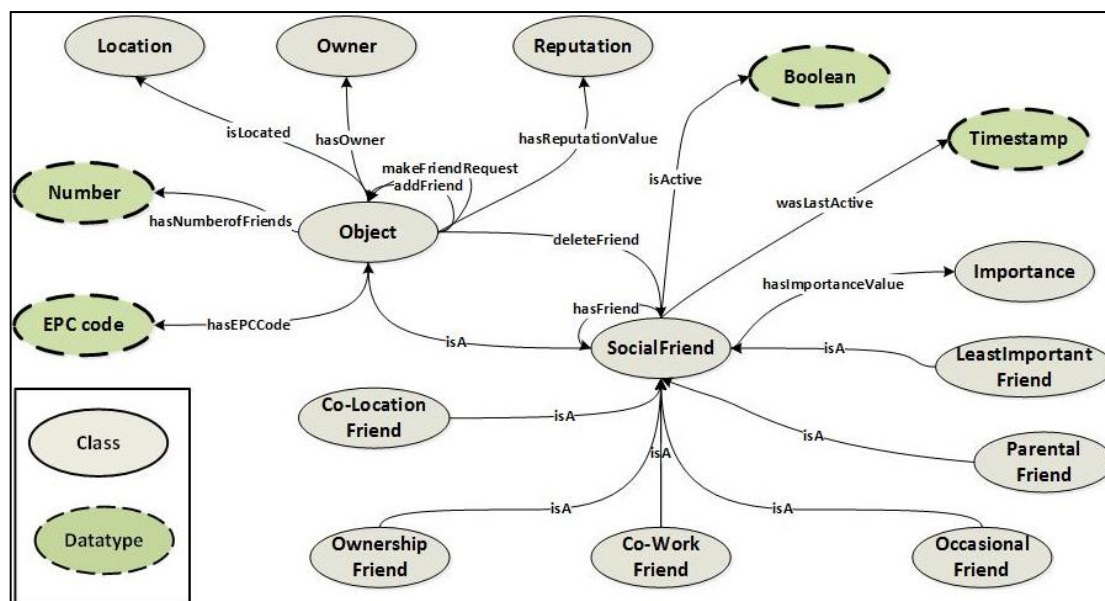 Location
Owner
Reputation
Boolean
Timestamp
isLocated
hasOwner
hasReputationValue
makeFriendRequest
addFriend
isActive
Number
wasLastActive
hasNumberofFriends
Object
deleteFriend
Importance
hasImportanceValue
hasFriend
EPC code
hasEPCCode
isA
SocialFriend
isA
LeastImportant
Friend
Co-Location
Friend
isA
isA
Parental
Friend
isA
Class
isA
isA
Ownership
Friend
Co-Work
Friend
Occasional
Friend
Datatype